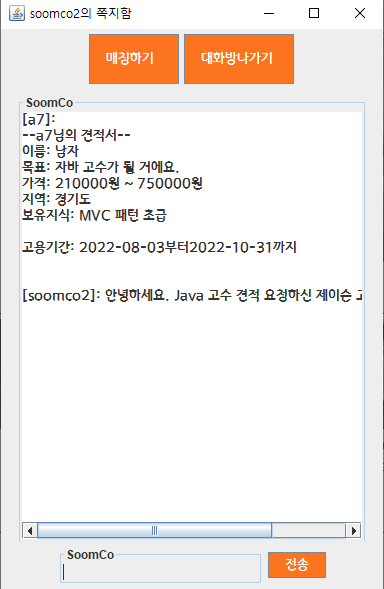 soomco2의 쪽지함
매칭하기
대화방나가기
SoomCo
[a7]:
--a7님의 견적서--
이름: 남자
목표: 자바 고수가 될 거에요.
가격: 210000원 ~ 750000원
지역: 경기도
보유지식: MVC 패턴 초급
고용기간: 2022-08-03부터2022-10-31까지
[soomco2]: 안녕하세요. Java 고수 견적 요청하신 제이슨 고
SoomCo
전송